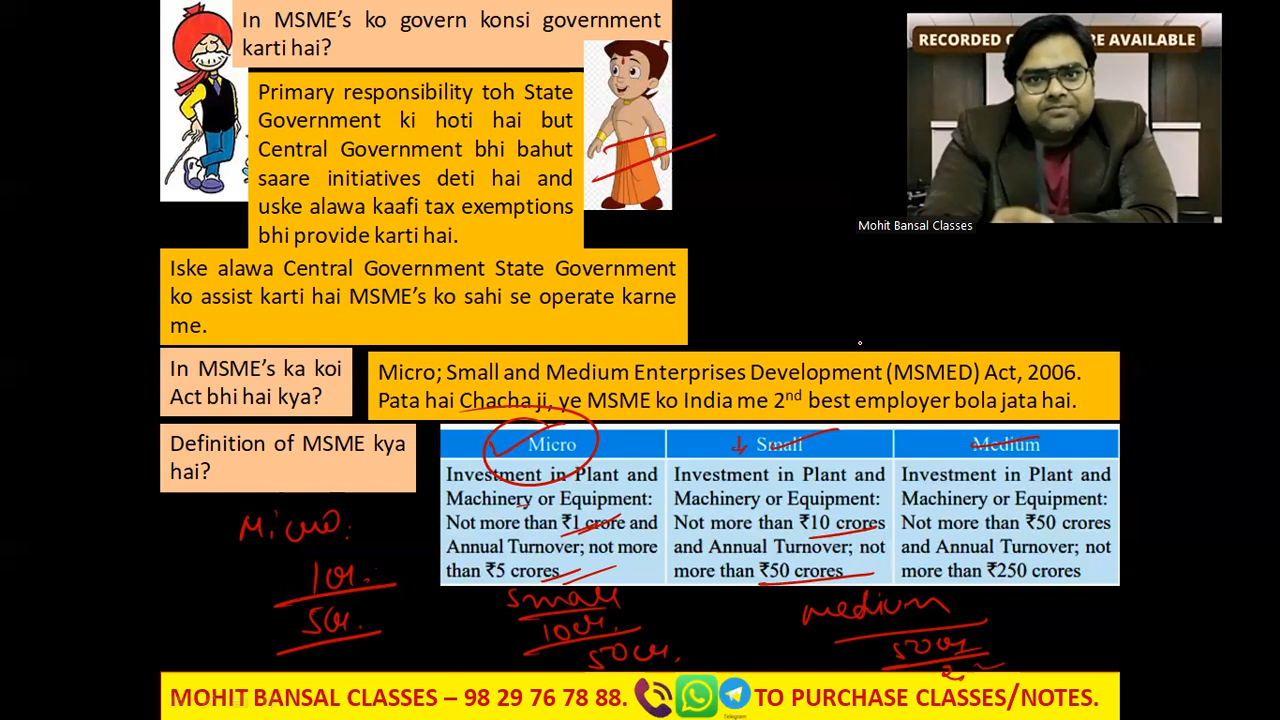 In MSME's ko govern konsi government
karti hai?
Primary responsibility toh State
Government ki hoti hai but
Central Government bhi bahut
saare initiatives deti hai and
uske alawa kaafi tax exemptions
bhi provide karti hai.
RECORDED
RE AVAILABLE
Mohit Bansal Classes
Iske alawa Central Government State Government
ko assist karti hai MSME's ko sahi se operate karne
me.
In MSME's ka koi
Act bhi hai kya?
Micro; Small and Medium Enterprises Development (MSMED) Act, 2006.
Pata hai Chacha ji, ye MSME ko India me 2nd best employer bola jata hai.
Definition of MSME kya
hai?
Micro
Investment in Plant and
Machinery or Equipment:
Not more than ₹1 crore and
Annual Turnover; not more
than ₹5 crores
Small
Investment in Plant and
Machinery or Equipment:
Not more than ₹10 crores
and Annual Turnover; not
more than ₹50 crores
Medium
Investment in Plant and
Machinery or Equipment:
Not more than ₹50 crores
and Annual Turnover; not
more than ₹250 crores
Micro.
1cr.
5cr.
Small
10cr.
50cr.
medium
50cr
MOHIT BANSAL CLASSES – 98 29 76 78 88.
Telegram
TO PURCHASE CLASSES/NOTES.